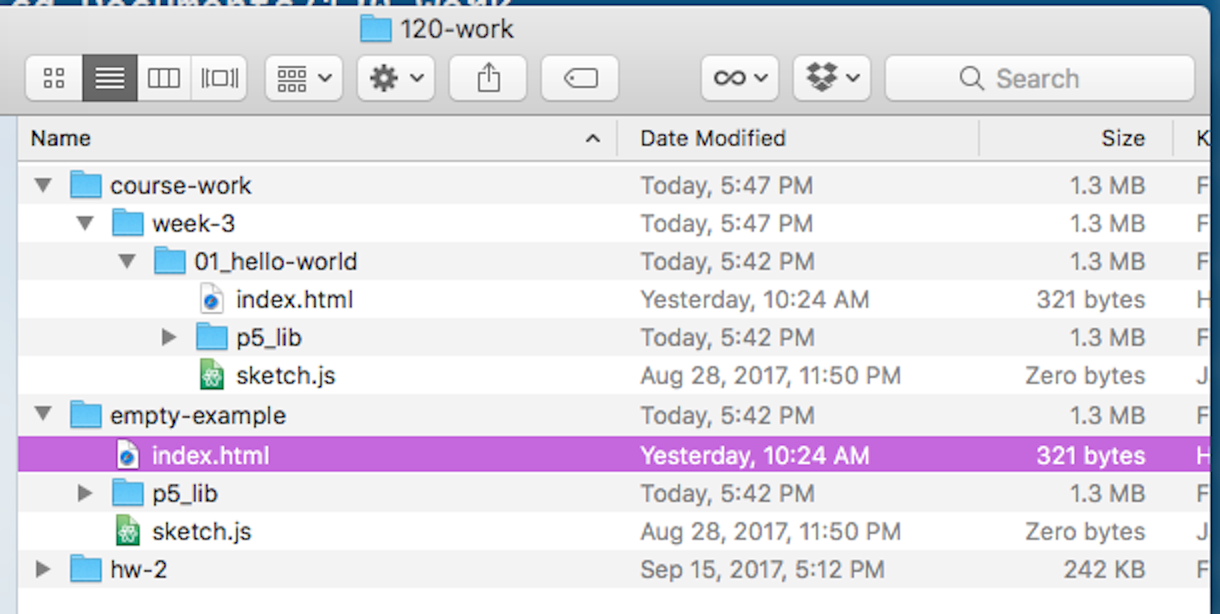 120-work
Search
Name Date Modified Size K
course-work Today, 5:47 PM 1.3 MB F
week-3 Today, 5:47 PM 1.3 MB F
01_hello-world Today, 5:42 PM 1.3 MB F
index.html Yesterday, 10:24 AM 321 bytes H
p5_lib Today, 5:42 PM 1.3 MB F
sketch.js Aug 28, 2017, 11:50 PM Zero bytes J
empty-example Today, 5:42 PM 1.3 MB F
index.html Yesterday, 10:24 AM 321 bytes H
p5_lib Today, 5:42 PM 1.3 MB F
sketch.js Aug 28, 2017, 11:50 PM Zero bytes J
hw-2 Sep 15, 2017, 5:12 PM 242 KB F